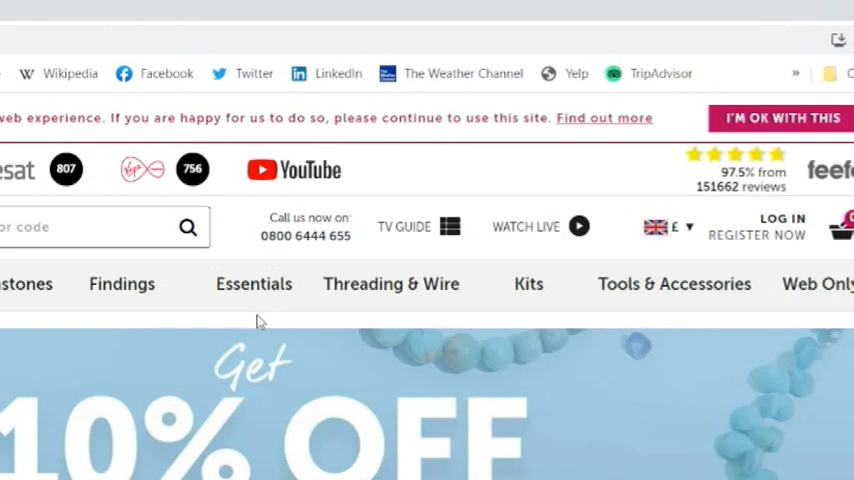 Wikipedia Facebook Twitter LinkedIn The Weather Channel Yelp TripAdvisor »
web experience. If you are happy for us to do so, please continue to use this site. Find out more I'M OK WITH THIS
esat 807 Virgin 756 YouTube 97.5% from feefo
151662 reviews
or code Call us now on: TV GUIDE WATCH LIVE £ LOG IN
0800 6444 655 REGISTER NOW
nstones Findings Essentials Threading & Wire Kits Tools & Accessories Web Only
Get
10% OFF